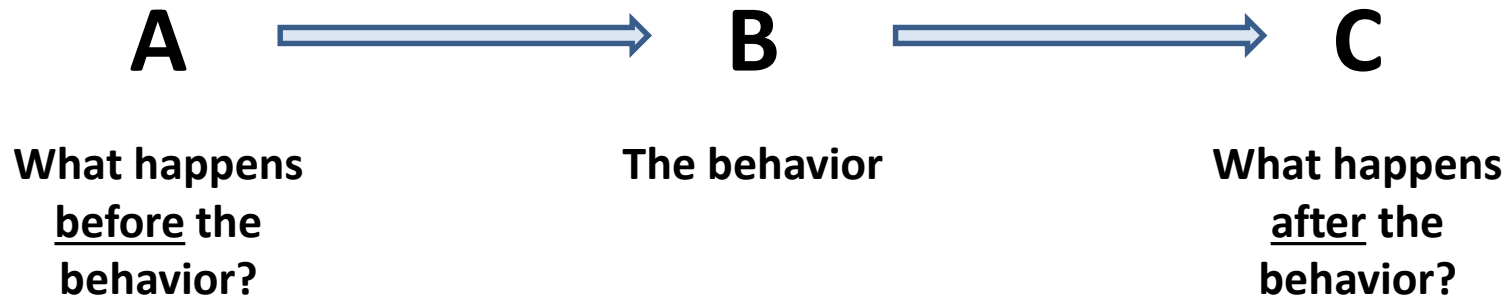 A B C
What happens
before the
behavior?
The behavior
What happens
after the
behavior?